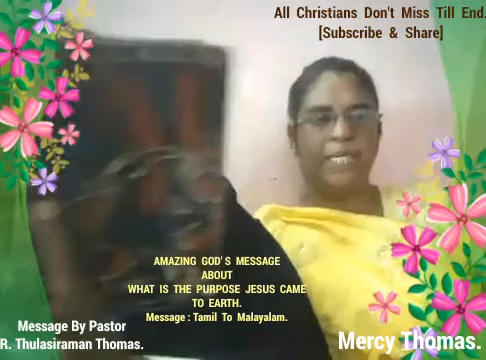 All Christians Don't Miss Till End.
[Subscribe & Share]
AMAZING GOD'S MESSAGE
ABOUT
WHAT IS THE PURPOSE JESUS CAME
TO EARTH.
Message : Tamil To Malayalam.
Message By Pastor
R. Thulasiraman Thomas.
Mercy Thomas.